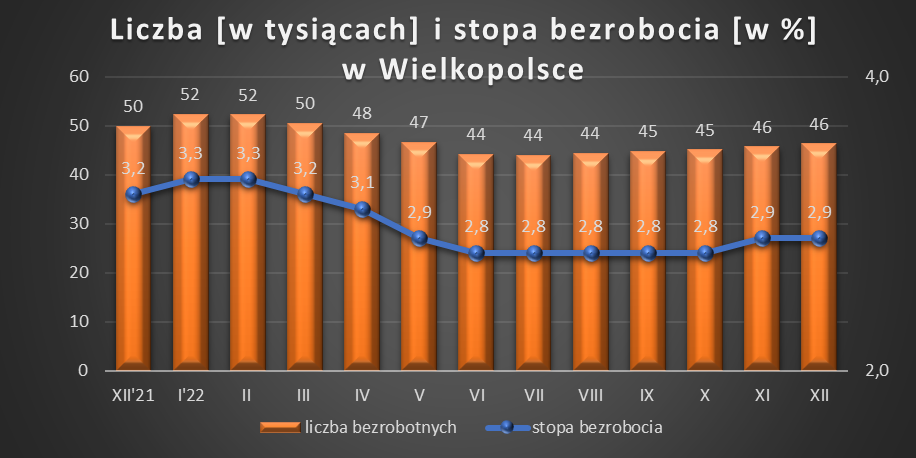 Liczba [w tysiącach] i stopa bezrobocia [w %]
w Wielkopolsce
60
50
40
30
20
10
0
4,0
2,0
50
52
52
50
48
47
44
44
44
45
45
46
46
3,2
3,3
3,3
3,2
3,1
2,9
2,8
2,8
2,8
2,8
2,8
2,9
2,9
XII'21
I'22
II
III
IV
V
VI
VII
VIII
IX
X
XI
XII
liczba bezrobotnych
stopa bezrobocia